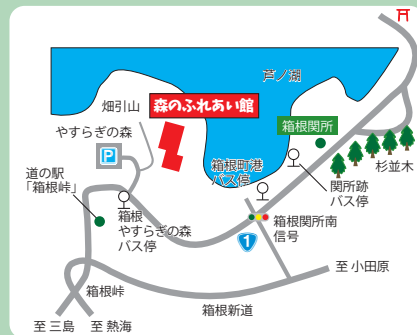 芦ノ湖
畑引山
森のふれあい館
やすらぎの森
P
箱根関所
箱根町港
バス停
杉並木
道の駅
「箱根峠」
関所跡
バス停
箱根
やすらぎの森
バス停
箱根関所南
信号
1
至 小田原
箱根峠
箱根新道
至 三島
至 熱海